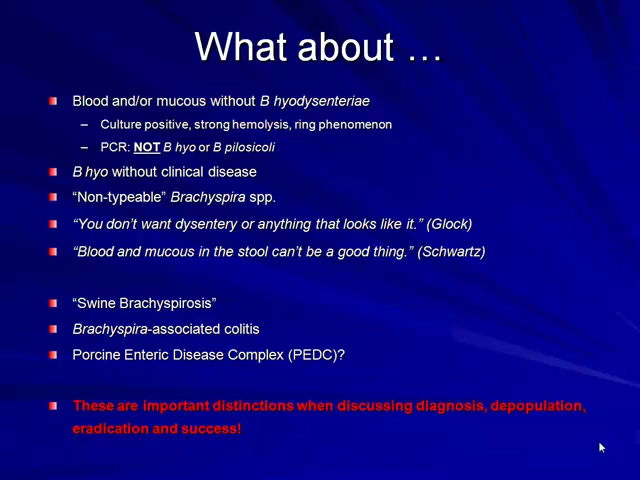 What about …
Blood and/or mucous without B hyodysenteriae
– Culture positive, strong hemolysis, ring phenomenon
– PCR: NOT B hyo or B pilosicoli
B hyo without clinical disease
“Non-typeable” Brachyspira spp.
“You don’t want dysentery or anything that looks like it.” (Glock)
“Blood and mucous in the stool can’t be a good thing.” (Schwartz)
“Swine Brachyspirosis”
Brachyspira-associated colitis
Porcine Enteric Disease Complex (PEDC)?
These are important distinctions when discussing diagnosis, depopulation,
eradication and success!